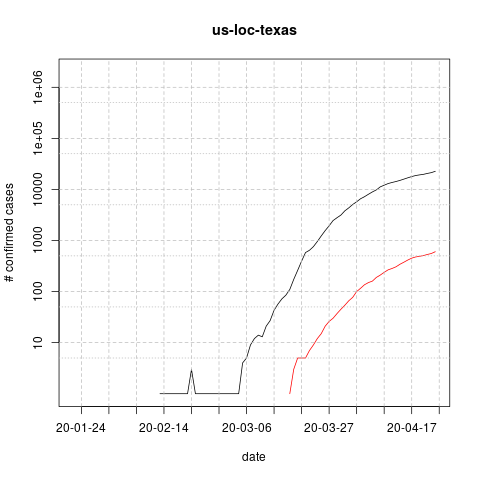 us-loc-texas
# confirmed cases
1e+06
1e+05
10000
1000
100
10
20-01-24 20-02-14 20-03-06 20-03-27 20-04-17
date